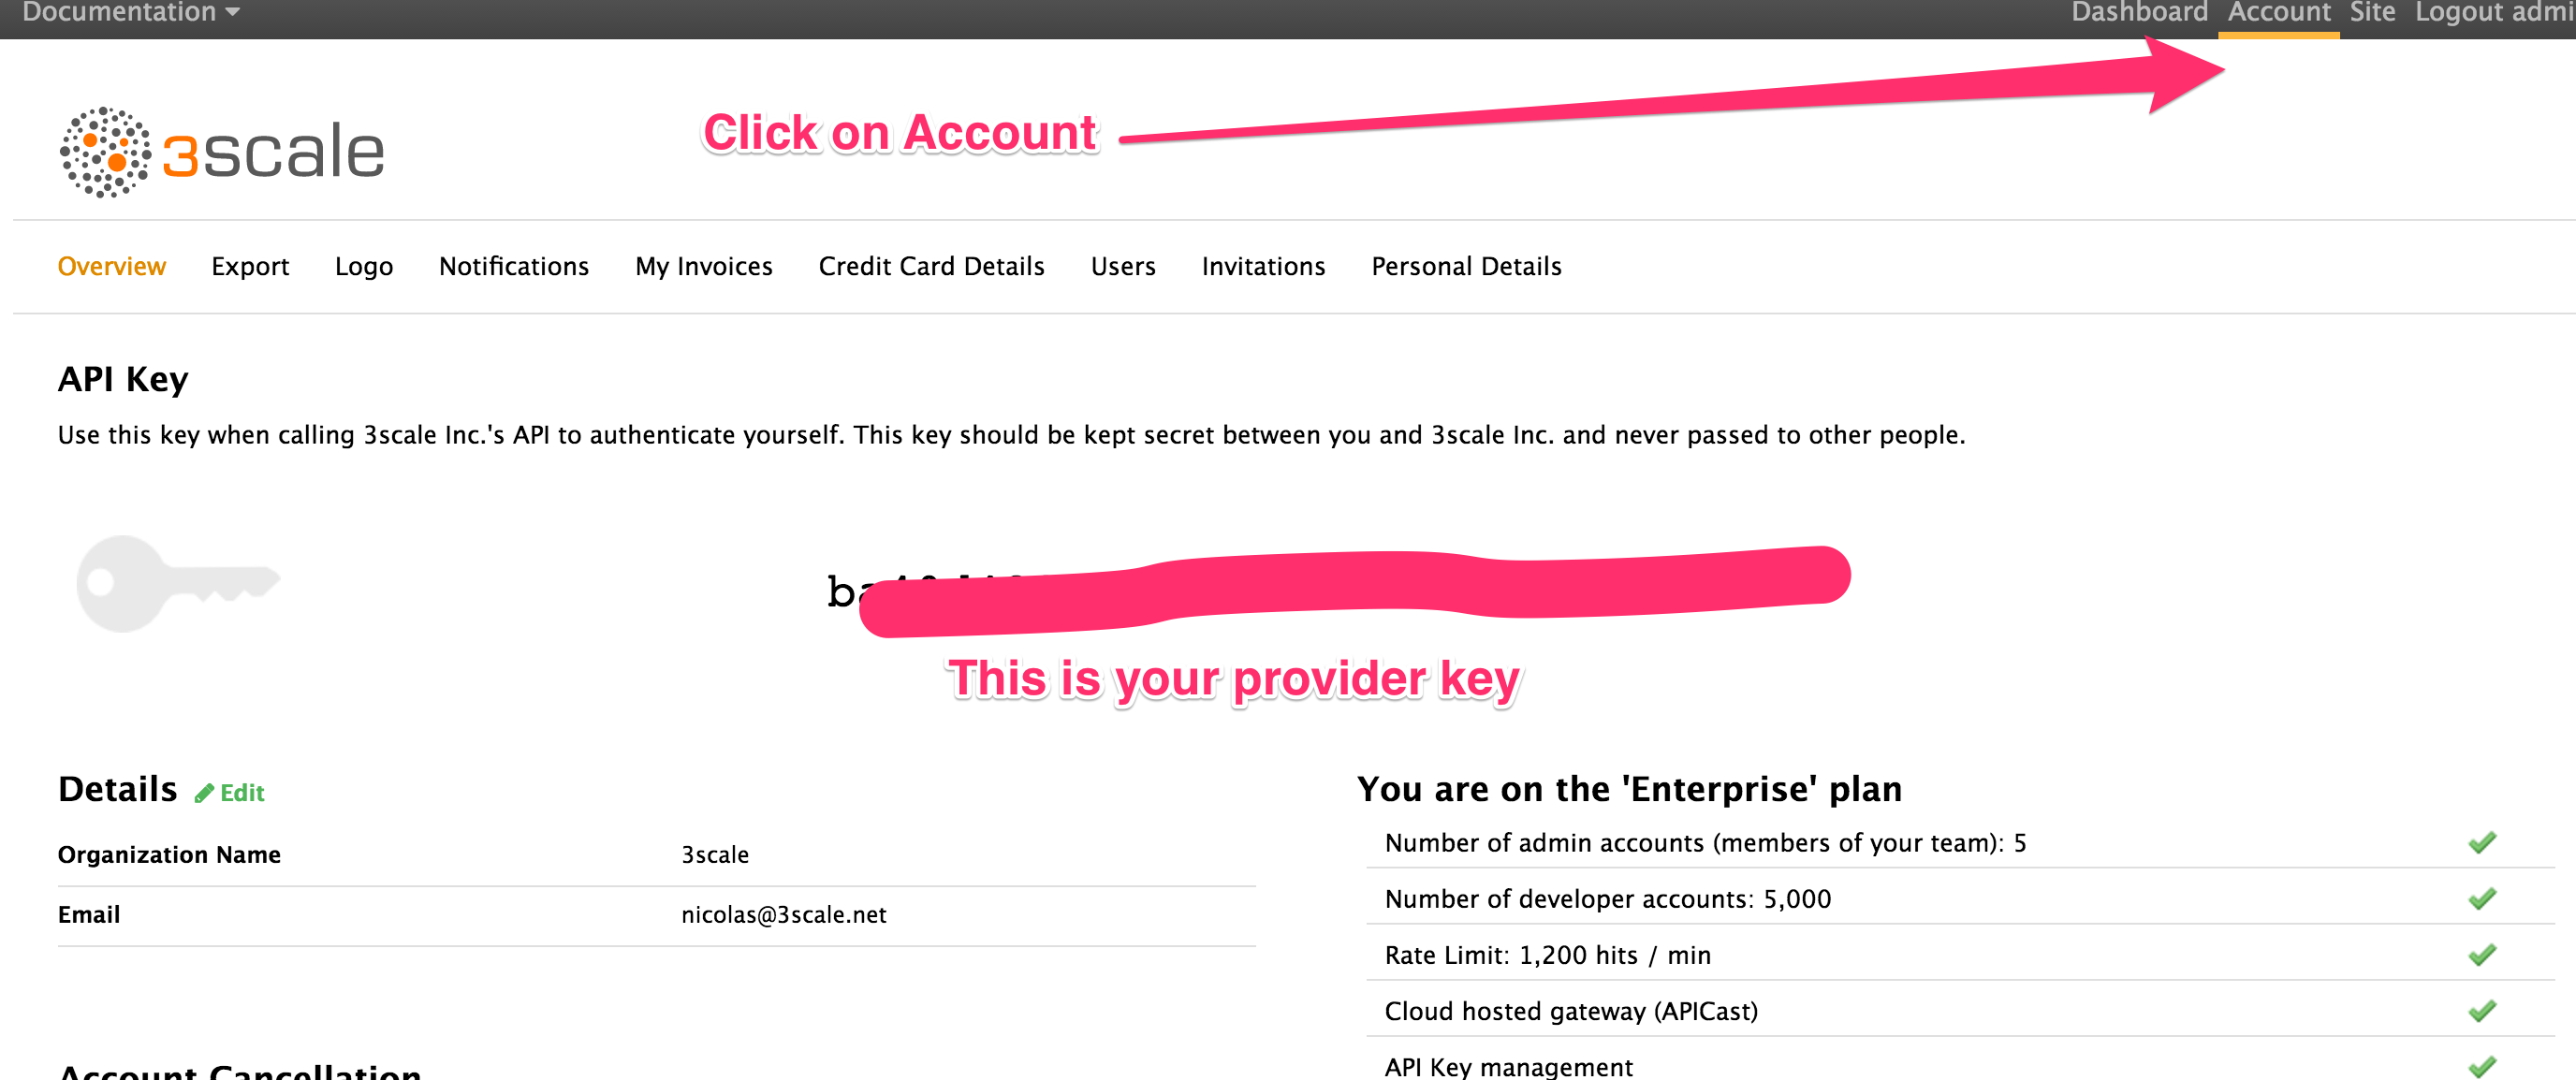 Documentation
Dashboard Account Site Logout admi
Click on Account
3scale
Overview Export Logo Notifications My Invoices Credit Card Details Users Invitations Personal Details
API Key
Use this key when calling 3scale Inc.'s API to authenticate yourself. This key should be kept secret between you and 3scale Inc. and never passed to other people.
This is your provider key
Details Edit
Organization Name 3scale
Email nicolas@3scale.net
Account Cancellation
You are on the 'Enterprise' plan
Number of admin accounts (members of your team): 5
Number of developer accounts: 5,000
Rate Limit: 1,200 hits / min
Cloud hosted gateway (APICast)
API Key management